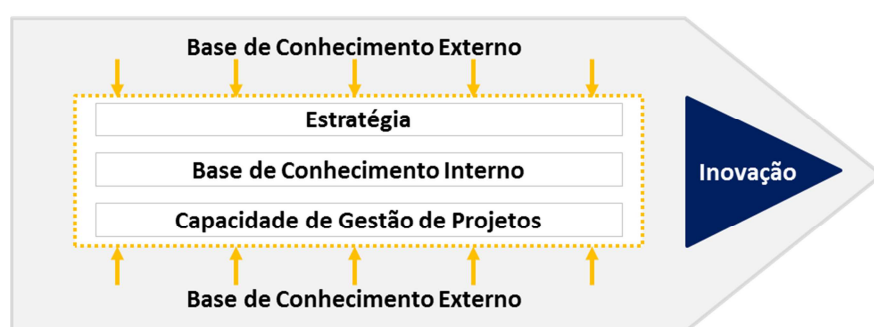 Base de Conhecimento Externo
Estratégia
Base de Conhecimento Interno
Capacidade de Gestão de Projetos
Inovação
Base de Conhecimento Externo